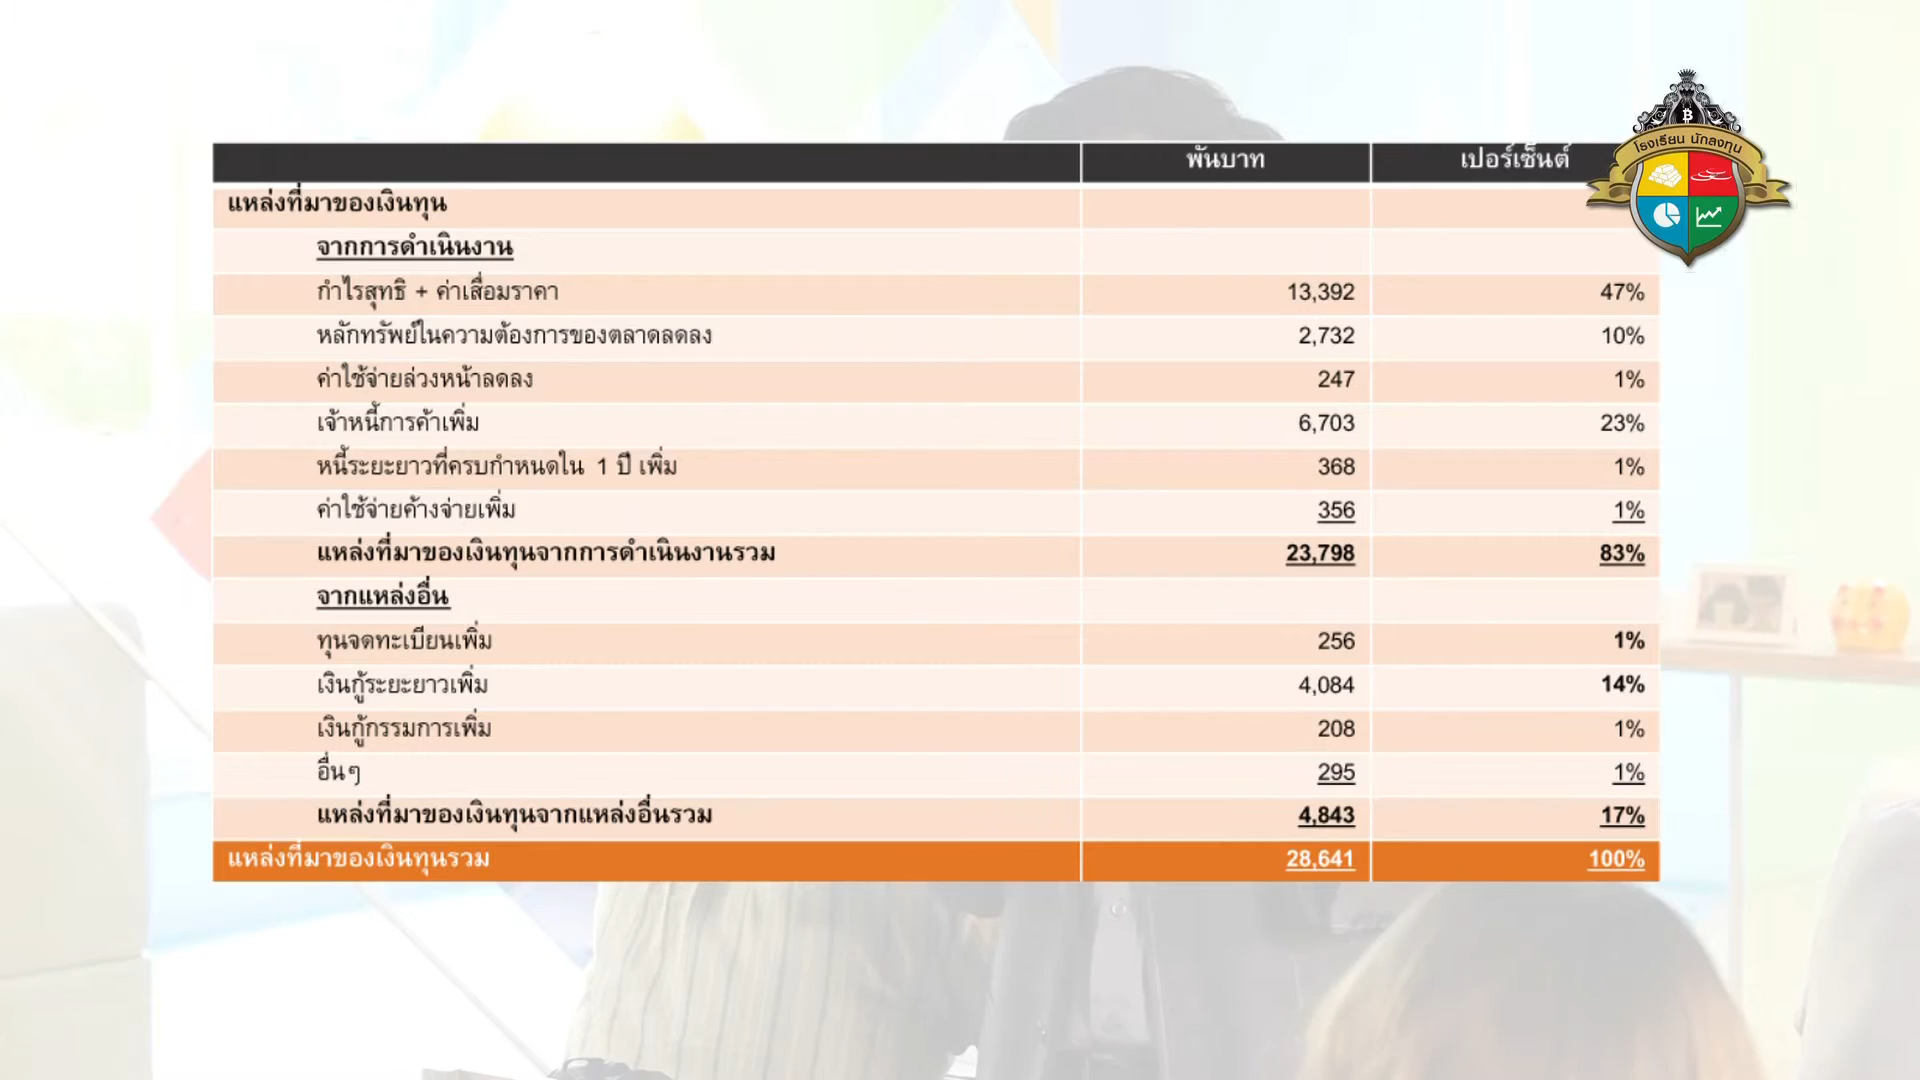 พันบาท เปอร์เซ็นต์
โรงเรียน นักลงทุน
แหล่งที่มาของเงินทุน
จากการดำเนินงาน
กำไรสุทธิ + ค่าเสื่อมราคา 13,392 47%
หลักทรัพย์ในความต้องการของตลาดลดลง 2,732 10%
ค่าใช้จ่ายล่วงหน้าลดลง 247 1%
เจ้าหนี้การค้าเพิ่ม 6,703 23%
หนี้ระยะยาวที่ครบกำหนดใน 1 ปี เพิ่ม 368 1%
ค่าใช้จ่ายค้างจ่ายเพิ่ม 356 1%
แหล่งที่มาของเงินทุนจากการดำเนินงานรวม 23,798 83%
จากแหล่งอื่น
ทุนจดทะเบียนเพิ่ม 256 1%
เงินกู้ระยะยาวเพิ่ม 4,084 14%
เงินกู้กรรมการเพิ่ม 208 1%
อื่นๆ 295 1%
แหล่งที่มาของเงินทุนจากแหล่งอื่นรวม 4,843 17%
แหล่งที่มาของเงินทุนรวม 28,641 100%